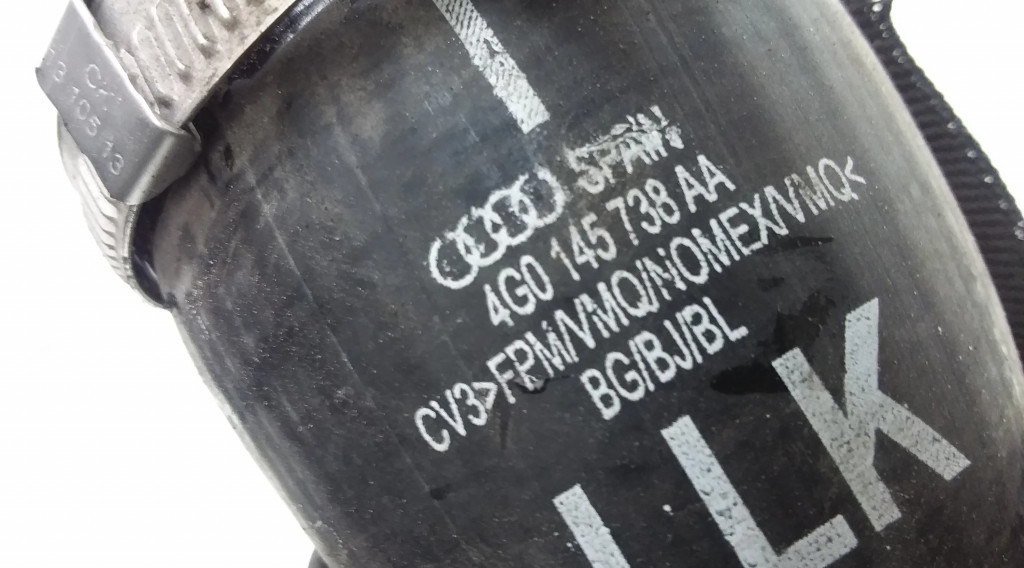 SPAIN
4G0 145 738 AA
CV3>FPM/VMQ/NOMEX/VMQ<
BG/BJ/BL
LLK